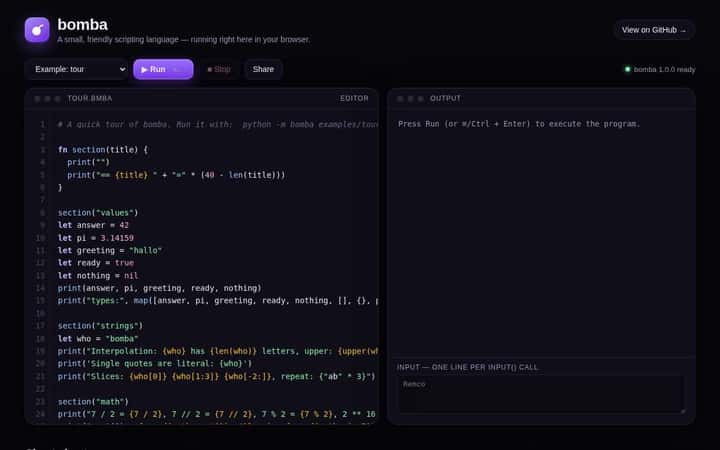 bomba
A small, friendly scripting language — running right here in your browser.
View on GitHub →
Example: tour
▶ Run
■ Stop
Share
bomba 1.0.0 ready
TOUR.BMBA
EDITOR
1 # A quick tour of bomba. Run it with: python -m bomba examples/tou
2
3 fn section(title) {
4 print("")
5 print("== {title} " + "=" * (40 - len(title)))
6 }
7
8 section("values")
9 let answer = 42
10 let pi = 3.14159
11 let greeting = "hallo"
12 let ready = true
13 let nothing = nil
14 print(answer, pi, greeting, ready, nothing)
15 print("types:", map([answer, pi, greeting, ready, nothing, [], {}, p
16
17 section("strings")
18 let who = "bomba"
19 print("Interpolation: {who} has {len(who)} letters, upper: {upper(wh
20 print('Single quotes are literal: {who}')
21 print("Slices: {who[0]} {who[1:3]} {who[-2:]}, repeat: {"ab" * 3}")
22
23 section("math")
24 print("7 / 2 = {7 / 2}, 7 // 2 = {7 // 2}, 7 % 2 = {7 % 2}, 2 ** 16
OUTPUT
Press Run (or ⌘/Ctrl + Enter) to execute the program.
INPUT — ONE LINE PER INPUT() CALL
Remco